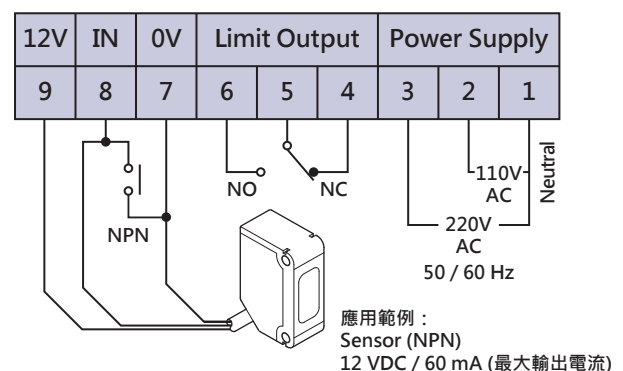 12V IN 0V Limit Output Power Supply
9 8 7 6 5 4 3 2 1
NO NC
NPN
110V
AC
Neutral
220V
AC
50 / 60 Hz
應用範例：
Sensor (NPN)
12 VDC / 60 mA (最大輸出電流)